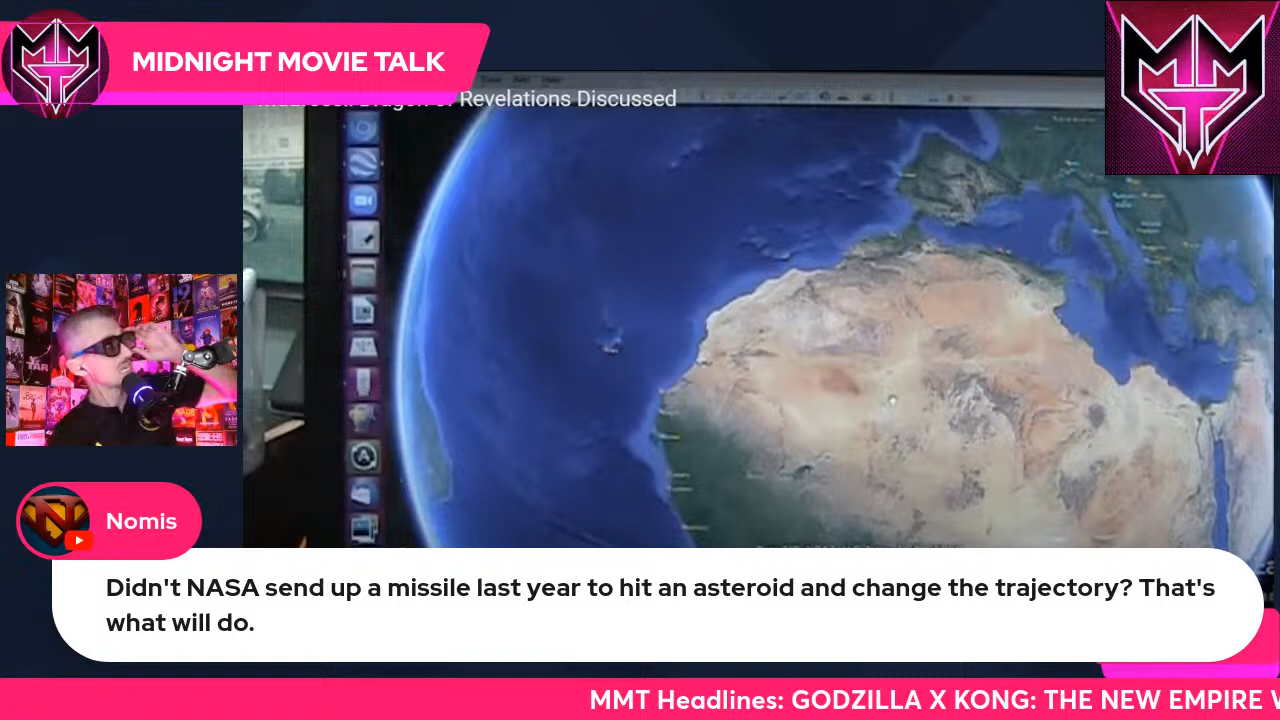 MIDNIGHT MOVIE TALK
Revelations Discussed
Nomis
Didn't NASA send up a missile last year to hit an asteroid and change the trajectory? That's
what will do.
MMT Headlines: GODZILLA X KONG: THE NEW EMPIRE